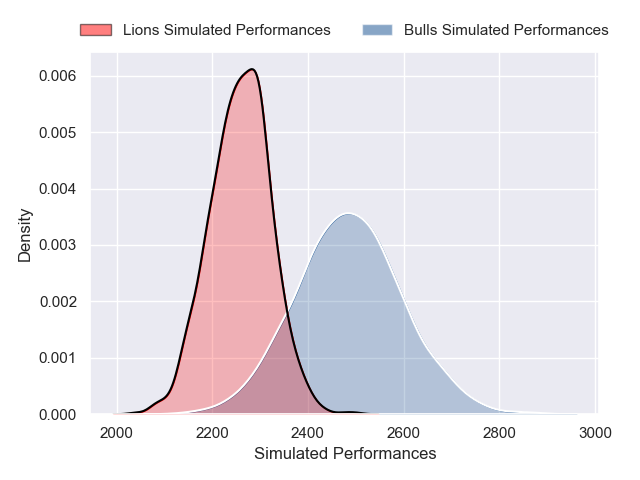 Lions Simulated Performances
Bulls Simulated Performances
0.006
0.005
0.004
0.003
0.002
0.001
0.000
Density
2000 2200 2400 2600 2800 3000
Simulated Performances